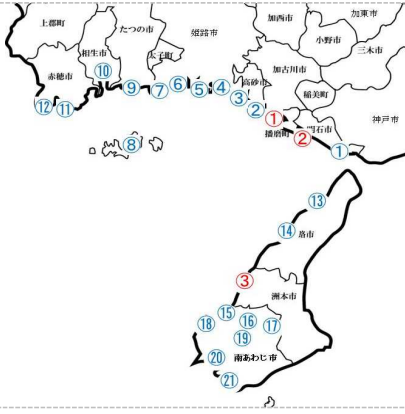 上郡町
相生市
たつの市
姫路市
加西市
加東市
小野市
三木市
太子町
赤穂市
加古川市
高砂市
稲美町
播磨町
明石市
神戸市
⑩
⑨
⑦
⑥
⑤
④
③
②
①
②
①
⑫
⑪
⑧
⑬
⑭
路市
③
洲本市
⑮
⑱
⑯
⑰
⑲
⑳
南あわじ市
㉑